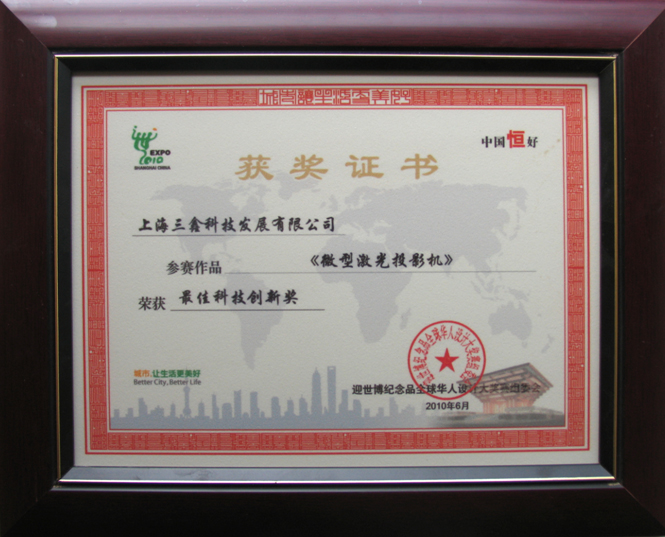 EXPO
2010
SHANGHAI CHINA
中国恒好
获奖证书
上海三鑫科技发展有限公司
参赛作品 《微型激光投影机》
荣获 最佳科技创新奖
城市,让生活更美好
Better City, Better Life
迎世博纪念品全球华人设计大奖赛组委会
2010年6月